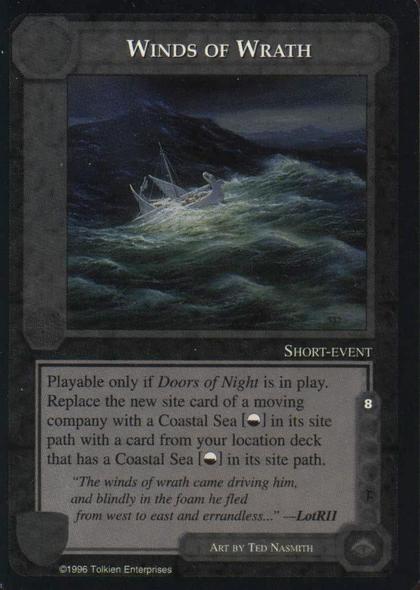 WINDS OF WRATH
SHORT-EVENT
Playable only if Doors of Night is in play.
Replace the new site card of a moving
company with a Coastal Sea [] in its site
path with a card from your location deck
that has a Coastal Sea [] in its site path.
8
"The winds of wrath came driving him,
and blindly in the foam he fled
from west to east and errandless..." —LotRII
ART BY TED NASMITH
©1996 Tolkien Enterprises